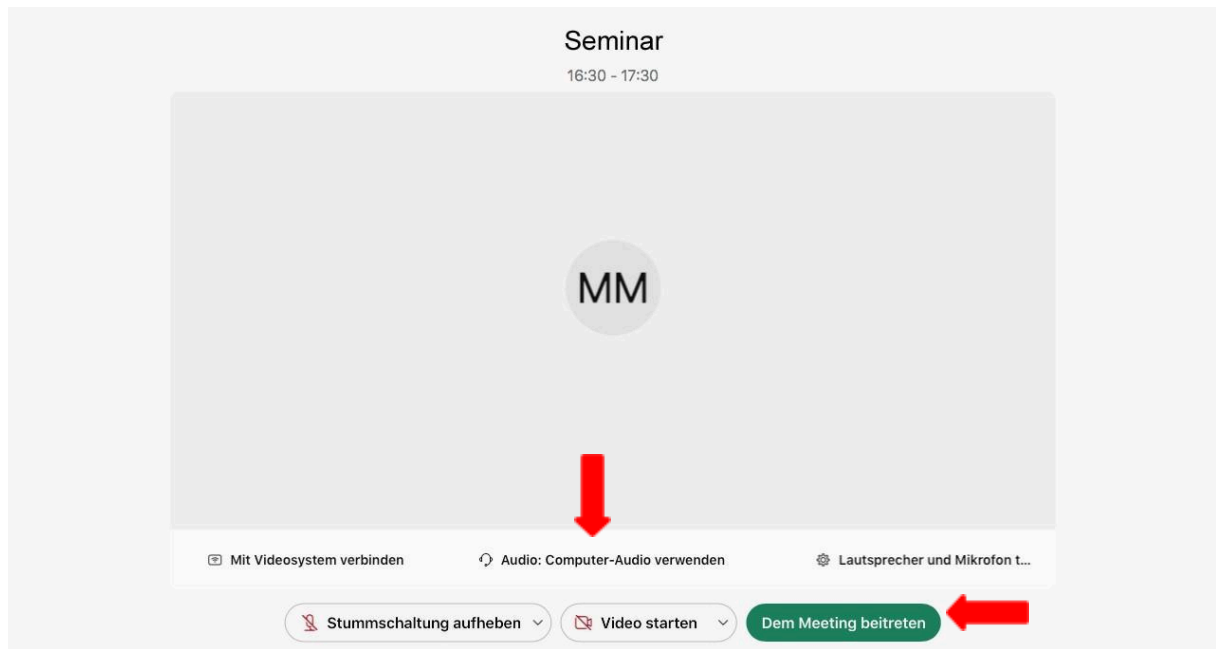 Seminar
16:30 - 17:30
MM
Mit Videosystem verbinden
Audio: Computer-Audio verwenden
Lautsprecher und Mikrofon t...
Stummschaltung aufheben
Video starten
Dem Meeting beitreten